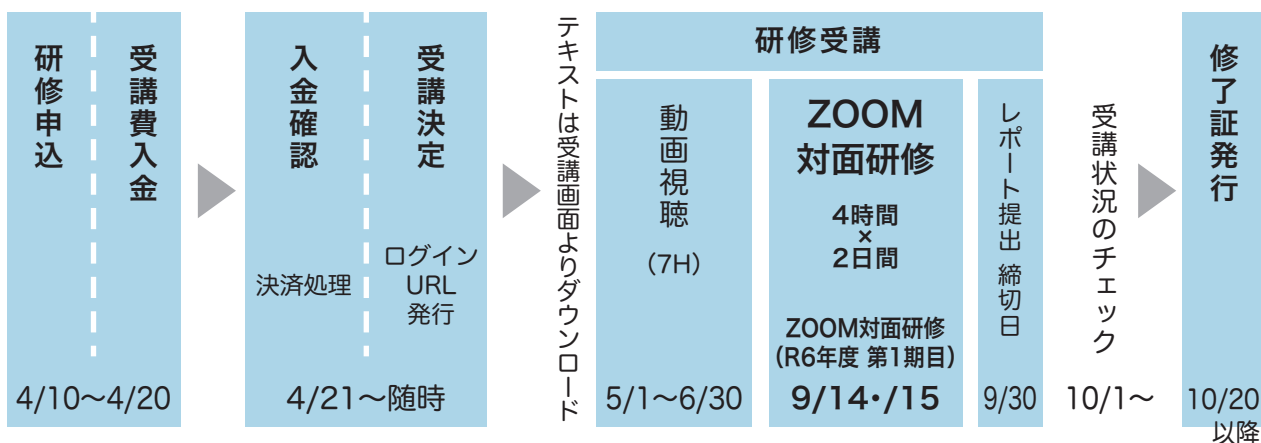 研修申込
受講費入金
4/10～4/20
入金確認
決済処理
受講決定
ログイン
URL
発行
4/21～随時
テキストは受講画面よりダウンロード
研修受講
動画視聴
（7H）
5/1～6/30
ZOOM
対面研修
4時間
×
2日間
ZOOM対面研修
（R6年度 第1期目）
9/14・/15
レポート提出 締切日
9/30
受講状況のチェック
10/1～
修了証発行
10/20
以降